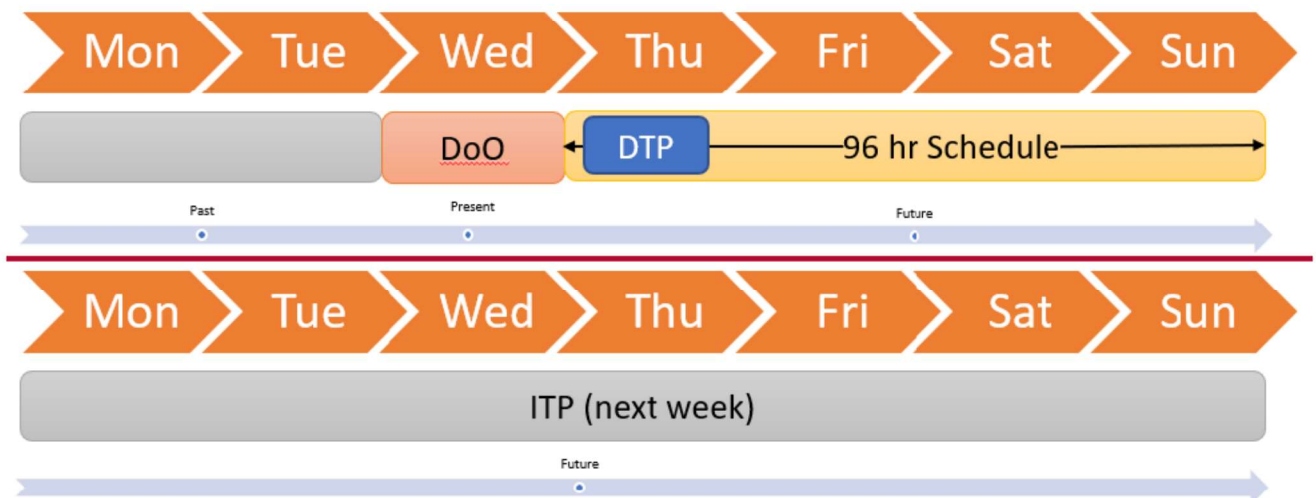 Mon Tue Wed Thu Fri Sat Sun
DoO DTP 96 hr Schedule
Past Present Future
Mon Tue Wed Thu Fri Sat Sun
ITP (next week)
Future